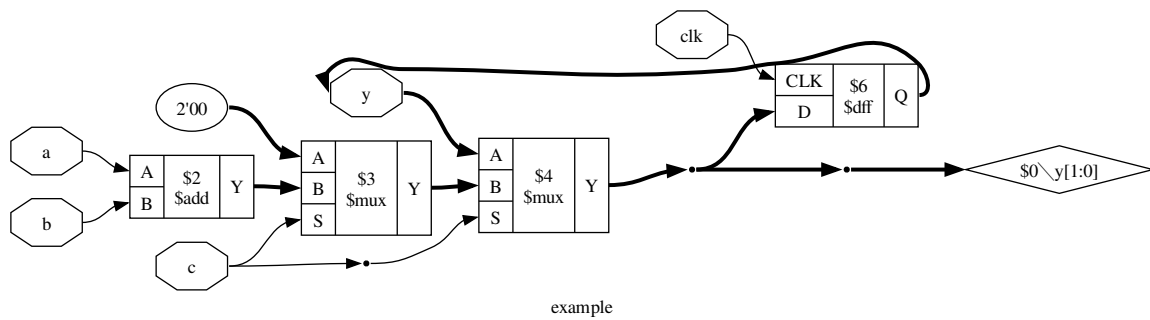 clk
CLK
D
$6
$dff
Q
y
2'00
a
b
A
B
$2
$add
Y
A
B
S
$3
$mux
Y
A
B
S
$4
$mux
Y
$0\y[1:0]
c
example